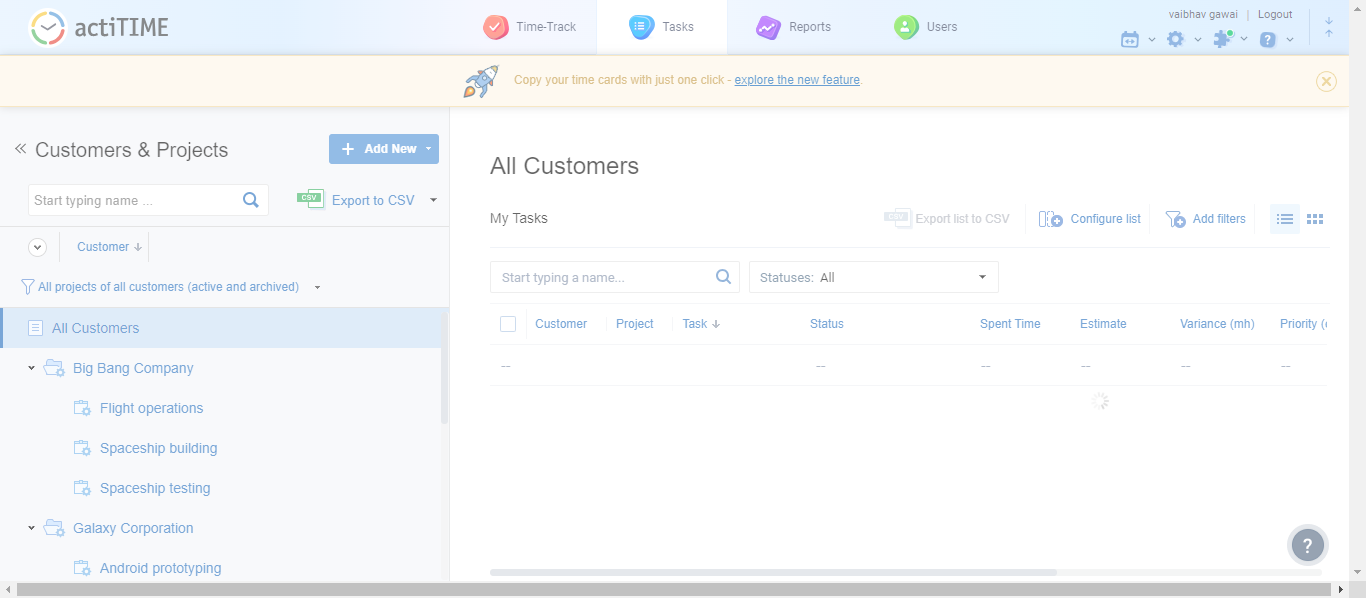 actiTIME
Time-Track
Tasks
Reports
Users
vaibhav gawai | Logout
Copy your time cards with just one click - explore the new feature.
Customers & Projects
Add New
Start typing name ...
CSV Export to CSV
Customer
All projects of all customers (active and archived)
All Customers
Big Bang Company
Flight operations
Spaceship building
Spaceship testing
Galaxy Corporation
Android prototyping
All Customers
My Tasks
CSV Export list to CSV
Configure list
Add filters
Start typing a name...
Statuses: All
Customer Project Task Status Spent Time Estimate Variance (mh) Priority (
-- -- -- -- -- --
?